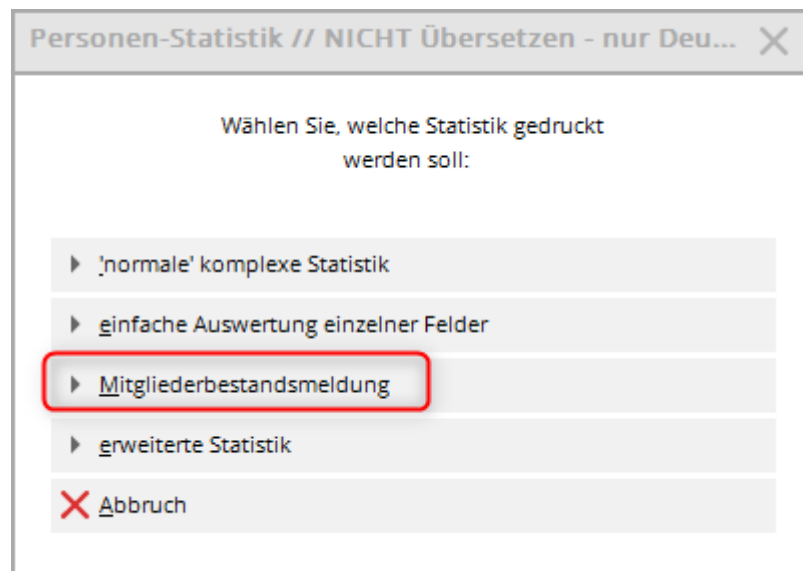 Personen-Statistik // NICHT Übersetzen - nur Deu...
Wählen Sie, welche Statistik gedruckt
werden soll:
'normale' komplexe Statistik
einfache Auswertung einzelner Felder
Mitgliederbestandsmeldung
erweiterte Statistik
Abbruch